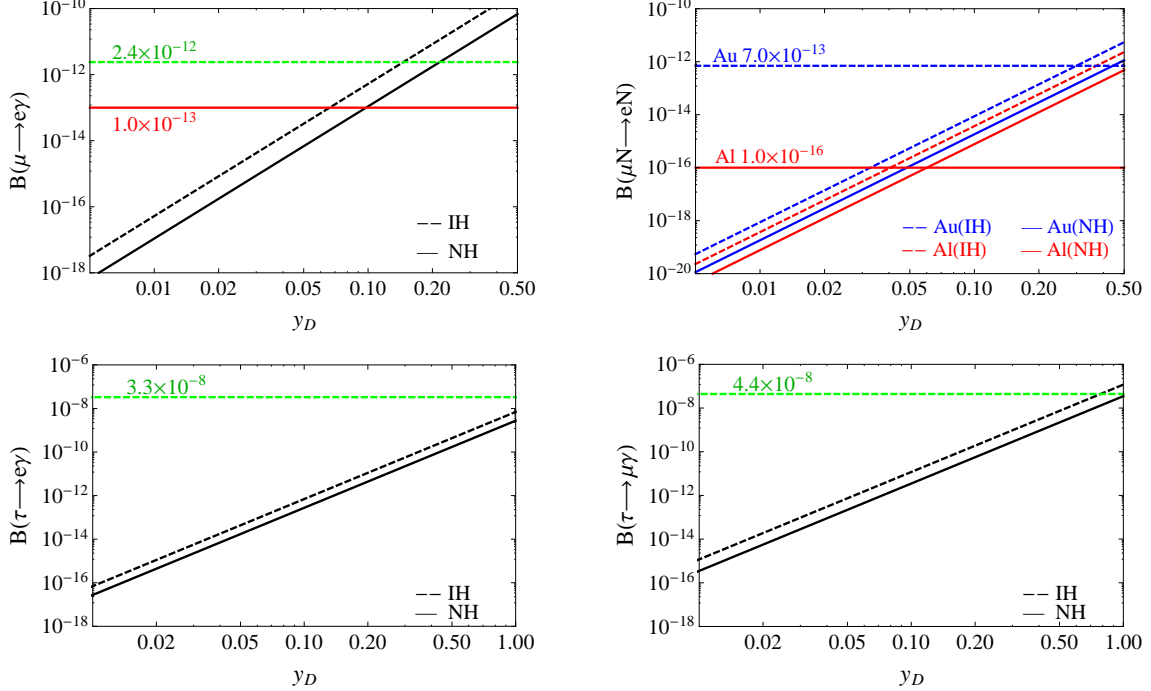 B(μ⟶eγ)
10⁻¹⁰
10⁻¹²
10⁻¹⁴
10⁻¹⁶
10⁻¹⁸
2.4×10⁻¹²
1.0×10⁻¹³
IH
NH
0.01 0.02 0.05 0.10 0.20 0.50
y_D
B(μN⟶eN)
10⁻¹⁰
10⁻¹²
10⁻¹⁴
10⁻¹⁶
10⁻¹⁸
10⁻²⁰
Au 7.0×10⁻¹³
Al 1.0×10⁻¹⁶
Au(IH) Au(NH)
Al(IH) Al(NH)
0.01 0.02 0.05 0.10 0.20 0.50
y_D
B(τ⟶eγ)
10⁻⁶
10⁻⁸
10⁻¹⁰
10⁻¹²
10⁻¹⁴
10⁻¹⁶
10⁻¹⁸
3.3×10⁻⁸
IH
NH
0.02 0.05 0.10 0.20 0.50 1.00
y_D
B(τ⟶μγ)
10⁻⁶
10⁻⁸
10⁻¹⁰
10⁻¹²
10⁻¹⁴
10⁻¹⁶
10⁻¹⁸
4.4×10⁻⁸
IH
NH
0.02 0.05 0.10 0.20 0.50 1.00
y_D